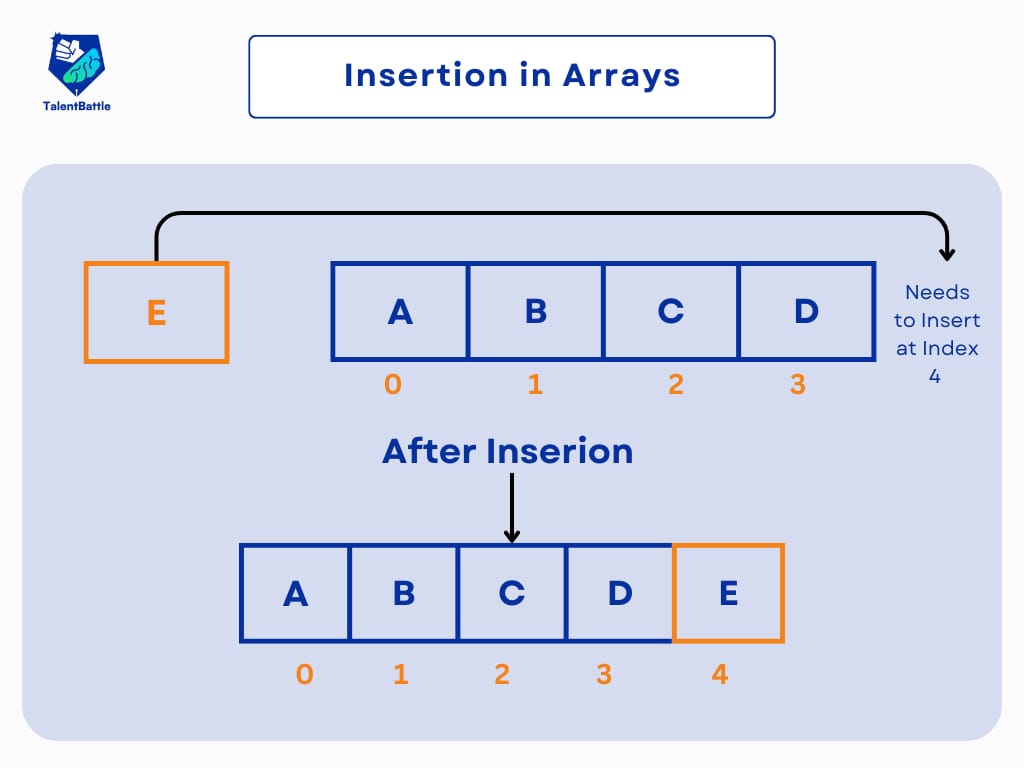 TalentBattle
Insertion in Arrays
E
A B C D
0 1 2 3
Needs
to Insert
at Index
4
After Inserion
A B C D E
0 1 2 3 4